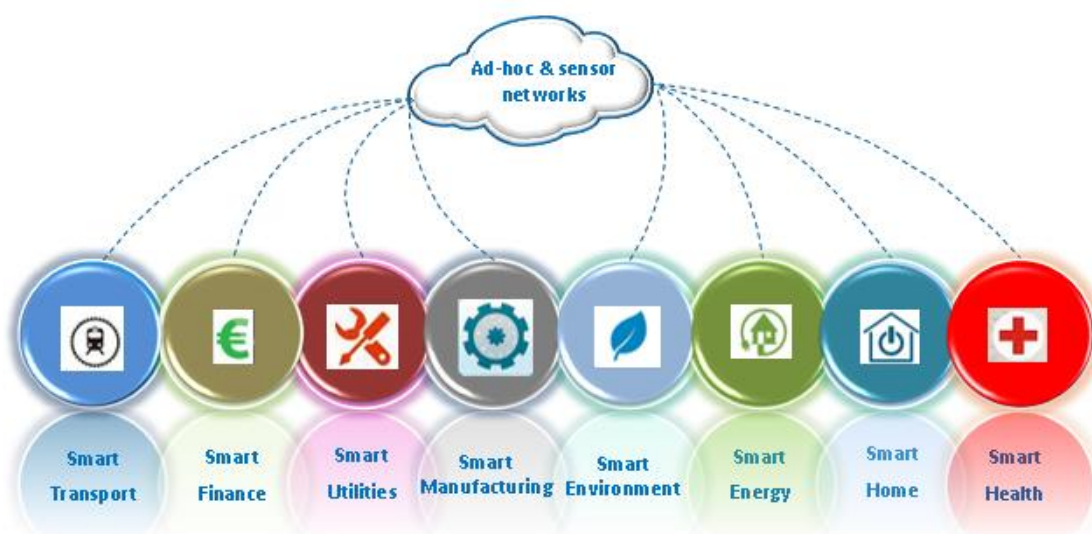 Ad-hoc & sensor
networks
€
Smart
Transport
Smart
Finance
Smart
Utilities
Smart
Manufacturing
Smart
Environment
Smart
Energy
Smart
Home
Smart
Health